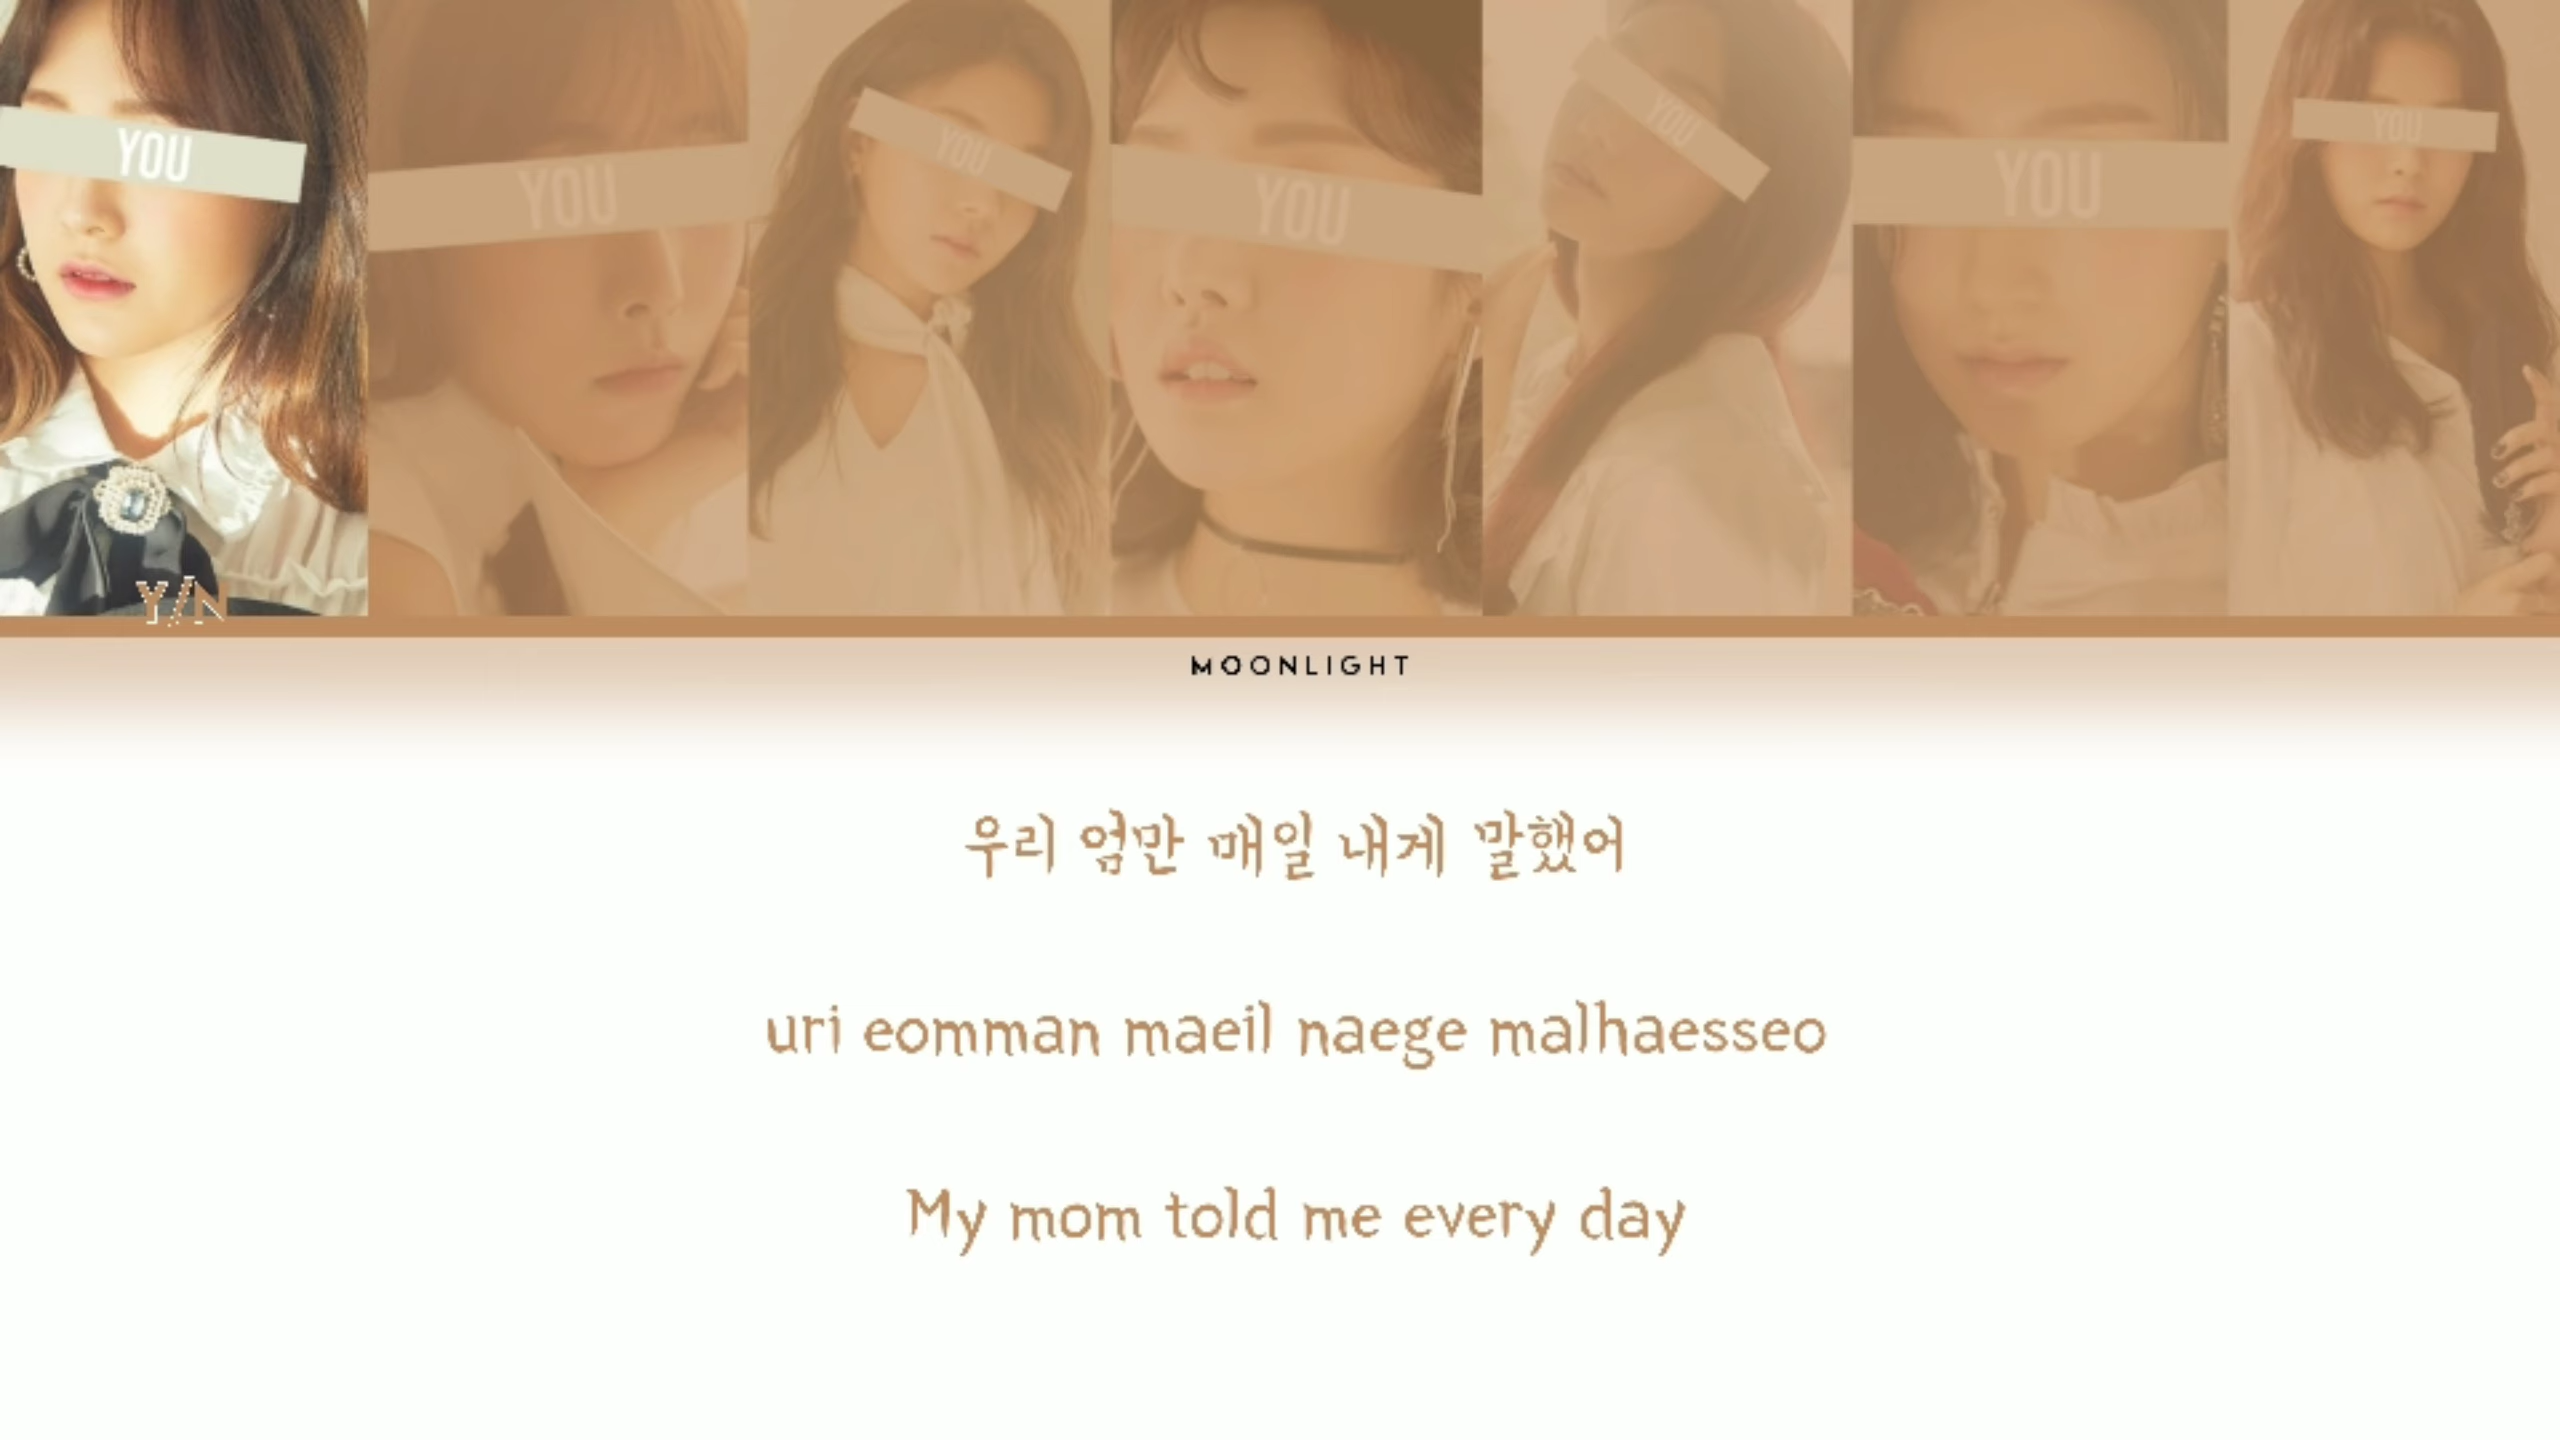 YOU
YOU
YOU
YOU
YOU
YOU
YOU
Y/N
MOONLIGHT
우리 엄만 매일 내게 말했어
uri eomman maeil naege malhaesseo
My mom told me every day